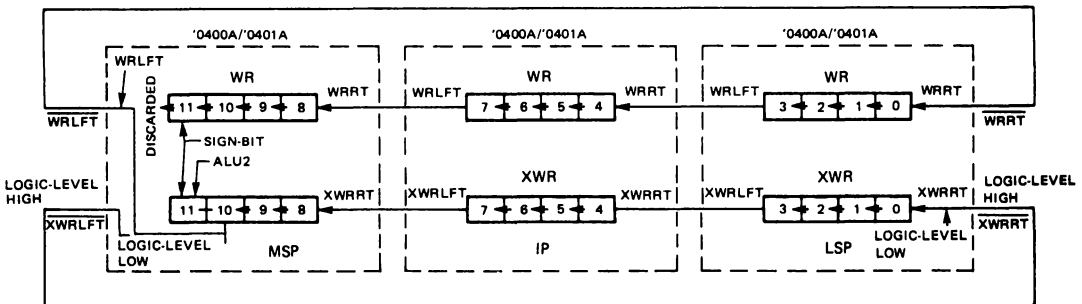 '0400A/'0401A '0400A/'0401A '0400A/'0401A
WRLFT
DISCARDED
WR WR WR
11 10 9 8 WRRT WRLFT 7 6 5 4 WRRT WRLFT 3 2 1 0 WRRT
WRLFT WRRT
SIGN-BIT
ALU2
XWR XWR
LOGIC-LEVEL
HIGH
XWRLFT
11 10 9 8 XWRRT XWRLFT 7 6 5 4 XWRRT XWRLFT 3 2 1 0 XWRRT
LOGIC-LEVEL
HIGH
XWRRT
LOGIC-LEVEL
LOW
LOGIC-LEVEL
LOW
MSP IP LSP